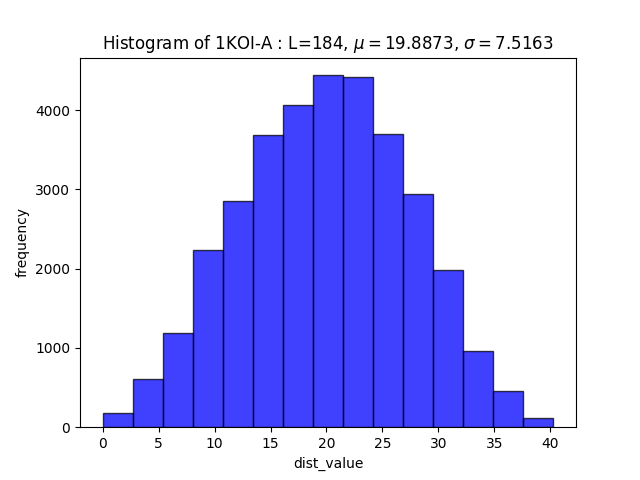 Histogram of 1KOI-A : L=184, μ = 19.8873, σ = 7.5163
frequency
4000
3000
2000
1000
0
0 5 10 15 20 25 30 35 40
dist_value